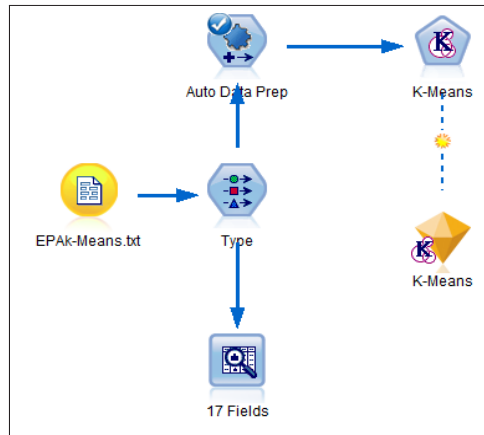 Auto Data Prep
K-Means
EPAk-Means.txt
Type
K-Means
17 Fields